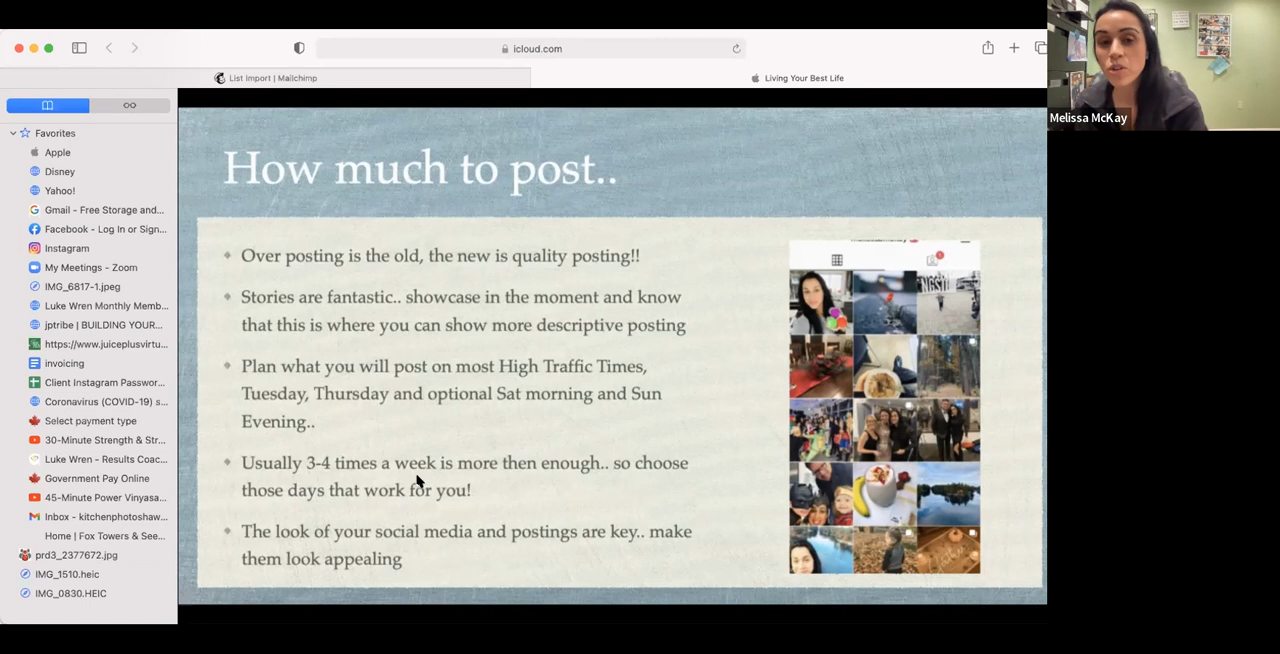 icloud.com
List Import | Mailchimp
Living Your Best Life
Melissa McKay
Favorites
Apple
Disney
Yahoo!
Gmail - Free Storage and...
Facebook - Log In or Sign...
Instagram
My Meetings - Zoom
IMG_6817-1.jpeg
Luke Wren Monthly Memb...
jptribe | BUILDING YOUR...
https://www.juiceplusvirtu...
invoicing
Client Instagram Passwor...
Coronavirus (COVID-19) s...
Select payment type
30-Minute Strength & Str...
Luke Wren - Results Coac...
Government Pay Online
45-Minute Power Vinyasa...
Inbox - kitchenphotoshaw...
Home | Fox Towers & See...
prd3_2377672.jpg
IMG_1510.heic
IMG_0830.HEIC
How much to post..
Over posting is the old, the new is quality posting!!
Stories are fantastic.. showcase in the moment and know
that this is where you can show more descriptive posting
Plan what you will post on most High Traffic Times,
Tuesday, Thursday and optional Sat morning and Sun
Evening..
Usually 3-4 times a week is more then enough.. so choose
those days that work for you!
The look of your social media and postings are key.. make
them look appealing